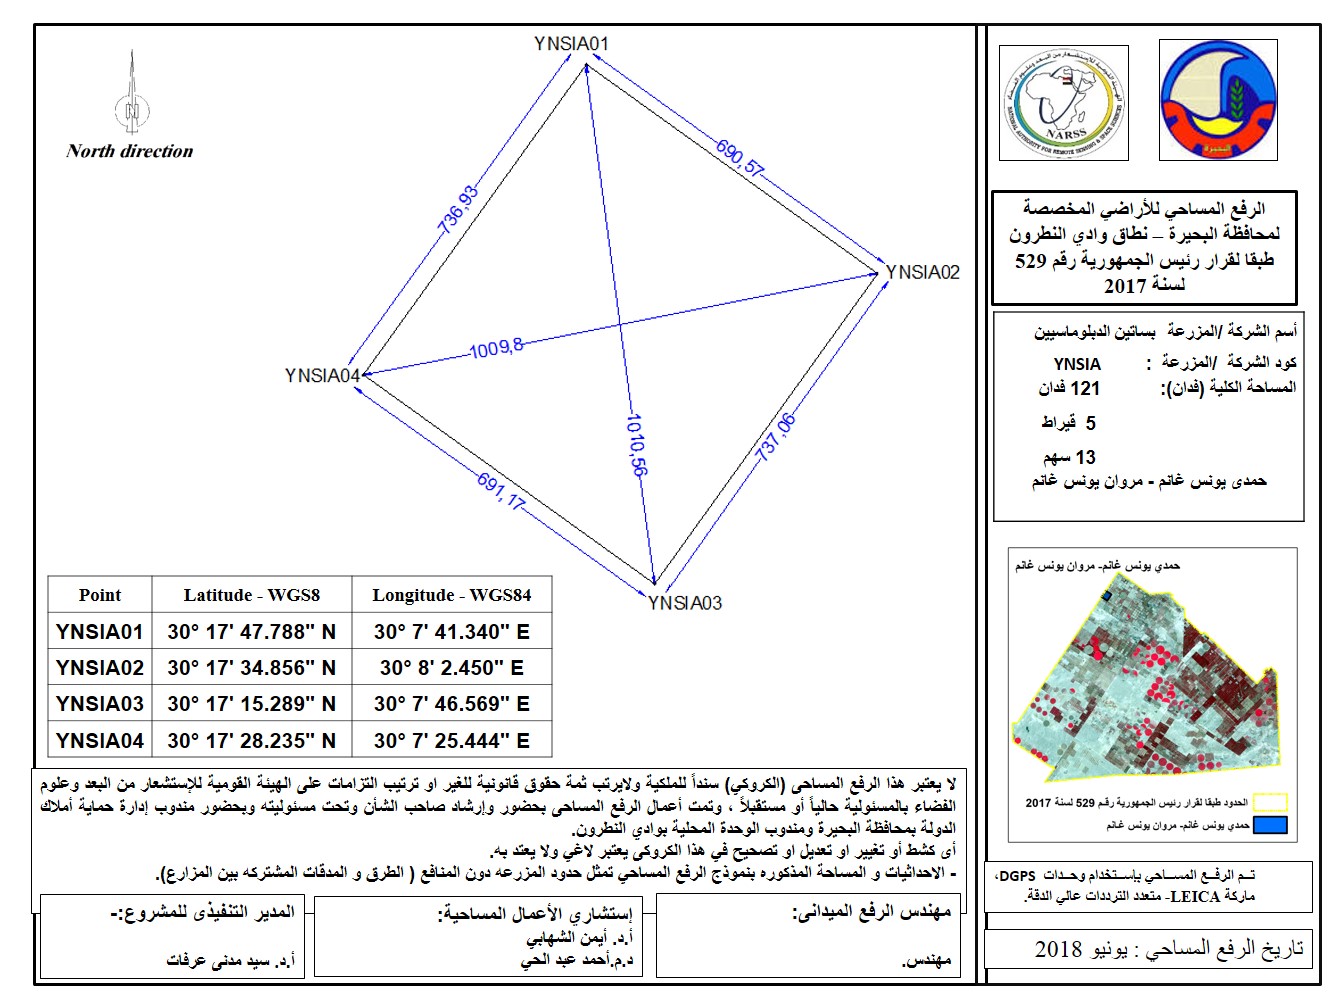 YNSIA01
North direction
690,57
736,93
YNSIA02
1009,8
YNSIA04
1010,56
737,06
691,17
YNSIA03
Point Latitude - WGS8 Longitude - WGS84
YNSIA01 30° 17' 47.788" N 30° 7' 41.340" E
YNSIA02 30° 17' 34.856" N 30° 8' 2.450" E
YNSIA03 30° 17' 15.289" N 30° 7' 46.569" E
YNSIA04 30° 17' 28.235" N 30° 7' 25.444" E
لا يعتبر هذا الرفع المساحى (الكروكي) سنداً للملكية ولايرتب ثمة حقوق قانونية للغير او ترتيب التزامات على الهيئة القومية للإستشعار من البعد وعلوم
الفضاء بالمسئولية حالياً أو مستقبلاً ، وتمت أعمال الرفع المساحى بحضور وإرشاد صاحب الشأن وتحت مسئوليته وبحضور مندوب إدارة حماية أملاك
الدولة بمحافظة البحيرة ومندوب الوحدة المحلية بوادي النطرون.
أى كشط أو تغيير او تعديل او تصحيح في هذا الكروكى يعتبر لاغي ولا يعتد به.
- الاحداثيات و المساحة المذكوره بنموذج الرفع المساحي تمثل حدود المزرعه دون المنافع ( الطرق و المدقات المشتركه بين المزارع).
مهندس الرفع الميدانى:
مهندس.
إستشاري الأعمال المساحية:
أ.د. أيمن الشهابي
د.م.أحمد عبد الحي
المدير التنفيذى للمشروع:-
أ.د. سيد مدنى عرفات
NARSS
NATIONAL AUTHORITY FOR REMOTE SENSING & SPACE SCIENCES
البحيرة
الرفع المساحي للأراضي المخصصة
لمحافظة البحيرة – نطاق وادي النطرون
طبقا لقرار رئيس الجمهورية رقم 529
لسنة 2017
أسم الشركة /المزرعة بساتين الدبلوماسيين
كود الشركة /المزرعة : YNSIA
المساحة الكلية (فدان): 121 فدان
5 قيراط
13 سهم
حمدى يونس غانم - مروان يونس غانم
حمدي يونس غانم- مروان يونس غانم
الحدود طبقا لقرار رئيس الجمهورية رقم 529 لسنة 2017
حمدي يونس غانم- مروان يونس غانم
تم الرفع المساحي بإستخدام وحدات DGPS،
ماركة LEICA- متعدد الترددات عالي الدقة.
تاريخ الرفع المساحي : يونيو 2018